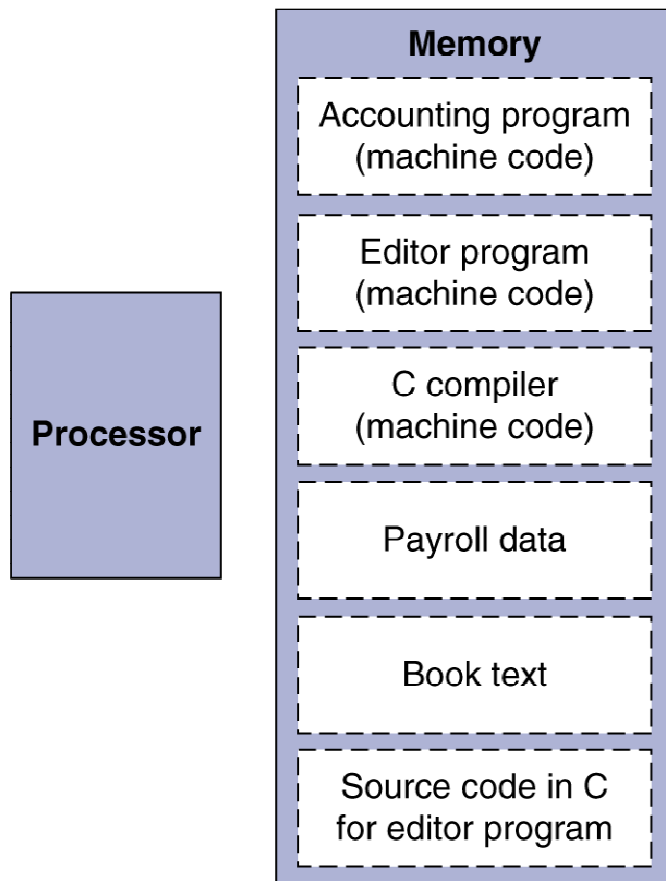 Memory
Accounting program
(machine code)
Editor program
(machine code)
C compiler
(machine code)
Processor
Payroll data
Book text
Source code in C
for editor program